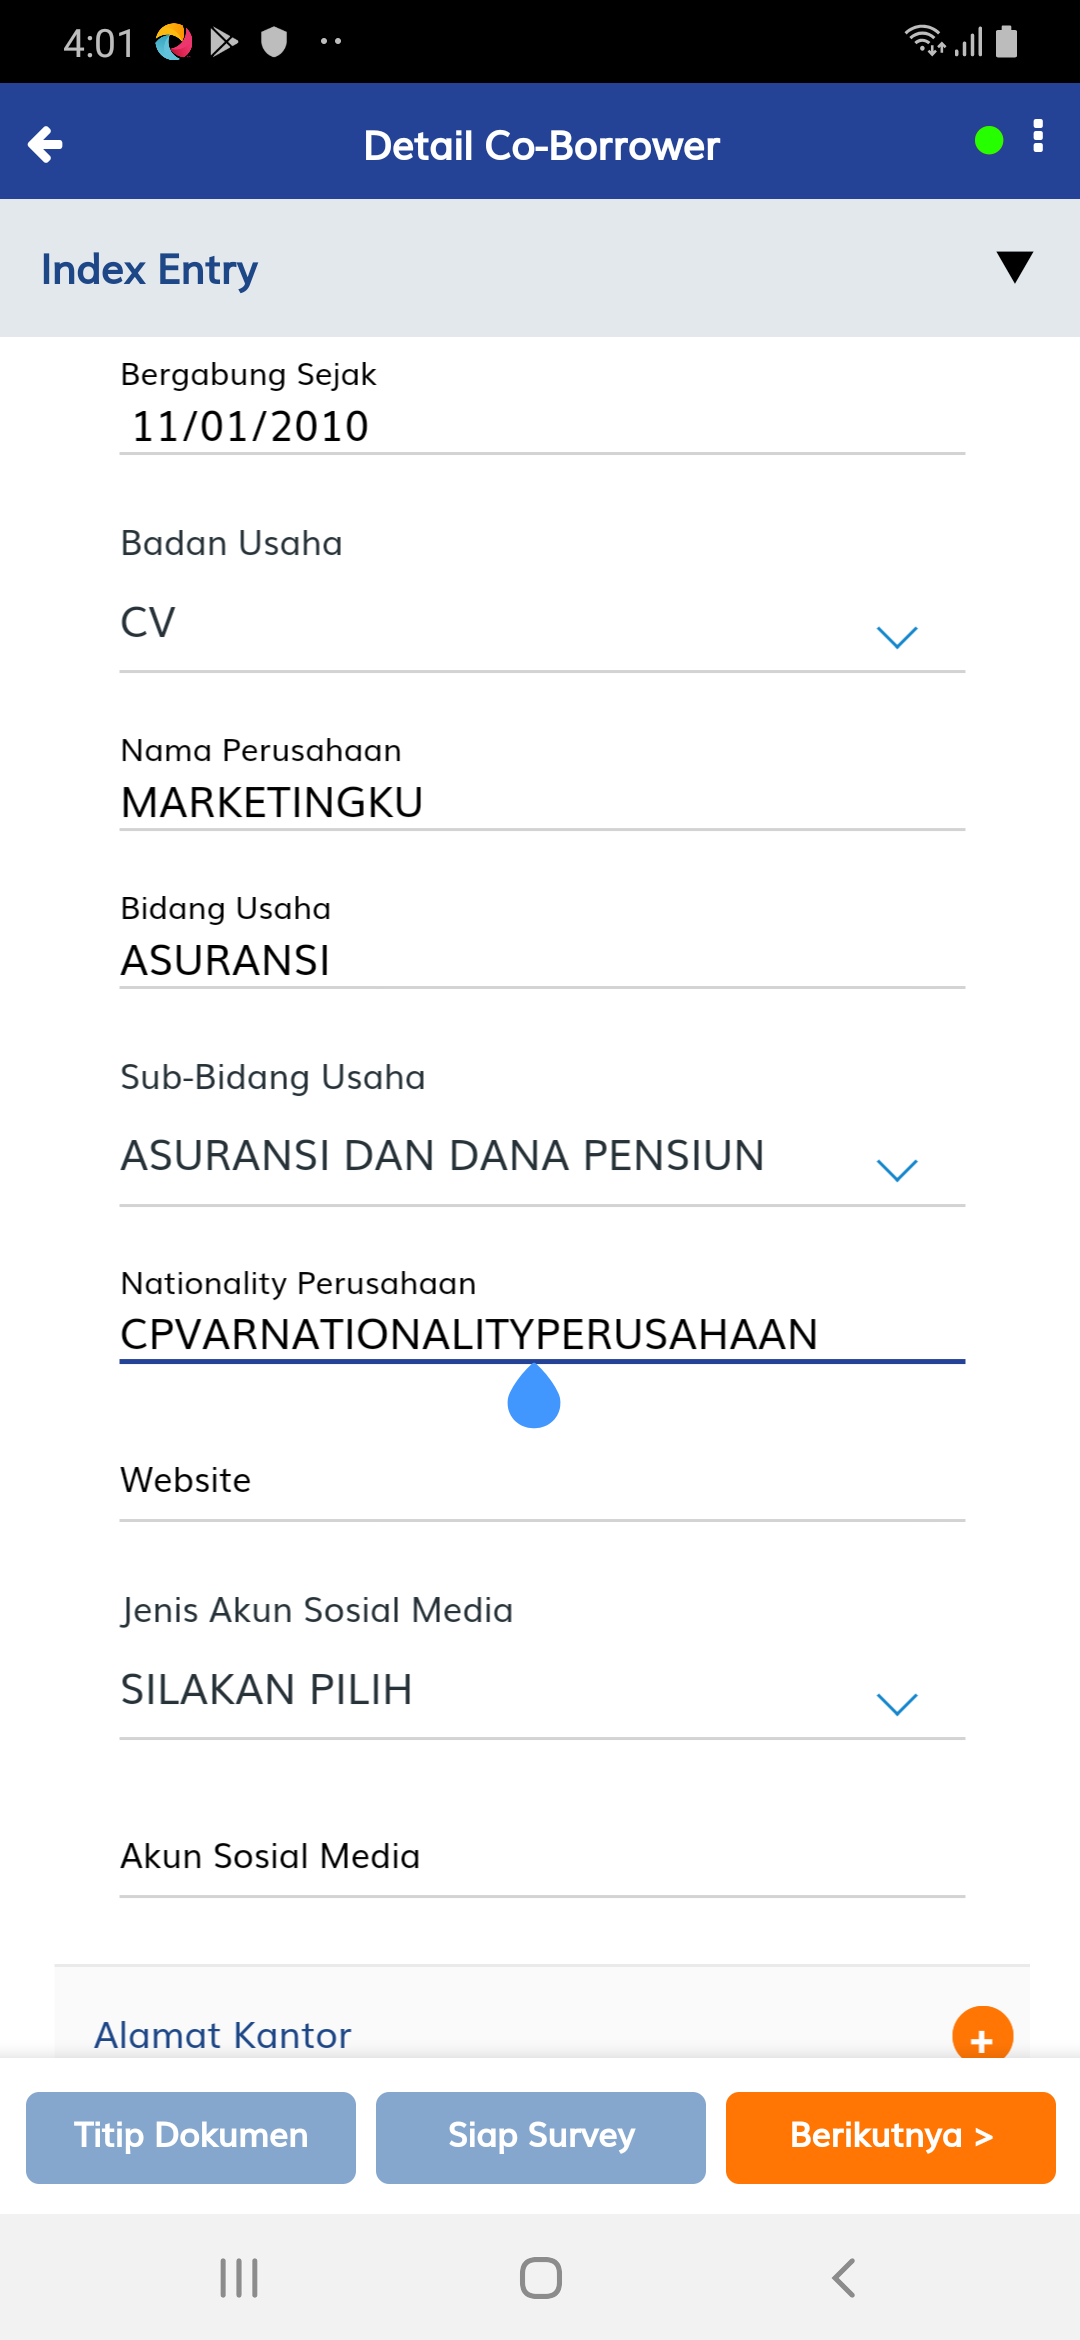 4:01
Detail Co-Borrower
Index Entry
Bergabung Sejak
11/01/2010
Badan Usaha
CV
Nama Perusahaan
MARKETINGKU
Bidang Usaha
ASURANSI
Sub-Bidang Usaha
ASURANSI DAN DANA PENSIUN
Nationality Perusahaan
CPVARNATIONALITYPERUSAHAAN
Website
Jenis Akun Sosial Media
SILAKAN PILIH
Akun Sosial Media
Alamat Kantor
Titip Dokumen
Siap Survey
Berikutnya >